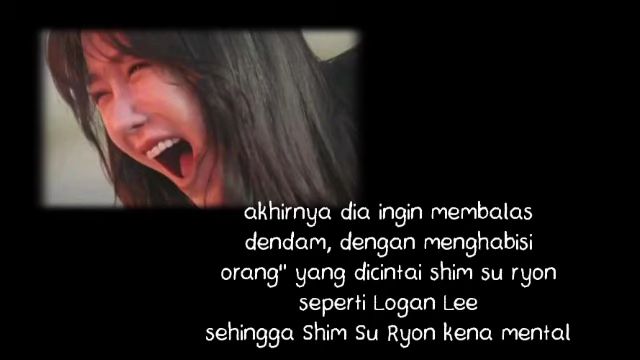 akhirnya dia ingin membalas
dendam, dengan menghabisi
orang" yang dicintai shim su ryon
seperti Logan Lee
sehingga Shim Su Ryon kena mental